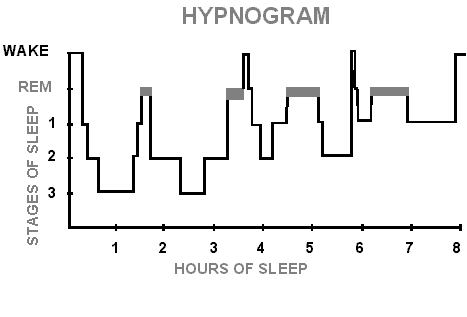 HYPNOGRAM
WAKE
REM
1
2
3
STAGES OF SLEEP
1 2 3 4 5 6 7 8
HOURS OF SLEEP